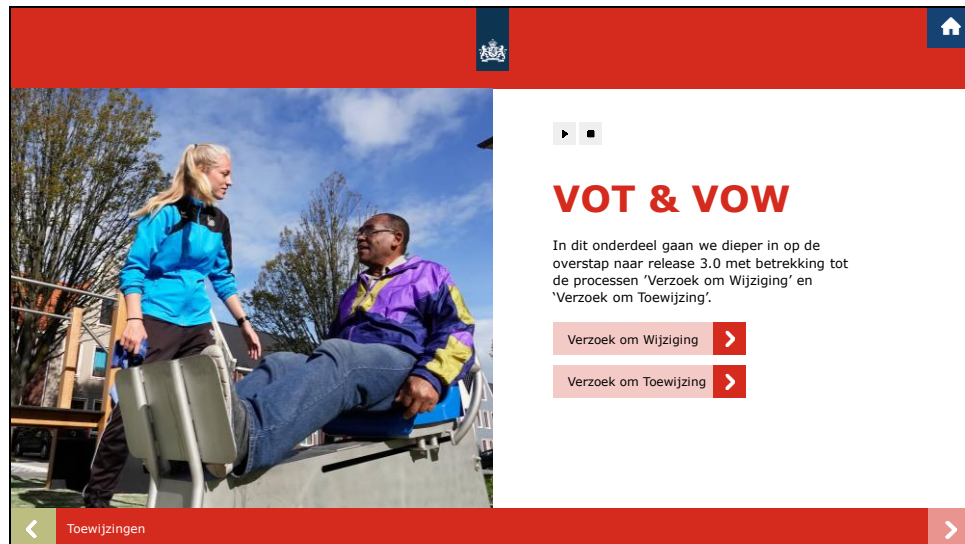 VOT & VOW
In dit onderdeel gaan we dieper in op de
overstap naar release 3.0 met betrekking tot
de processen ’Verzoek om Wijziging’ en
‘Verzoek om Toewijzing’.
Verzoek om Wijziging
Verzoek om Toewijzing
Toewijzingen